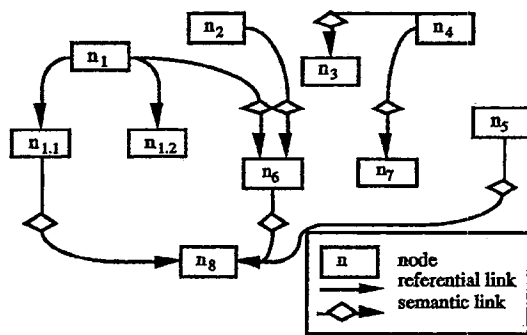 n2
n4
n1
n3
n5
n1.1
n1.2
n6
n7
n8
n node
referential link
semantic link